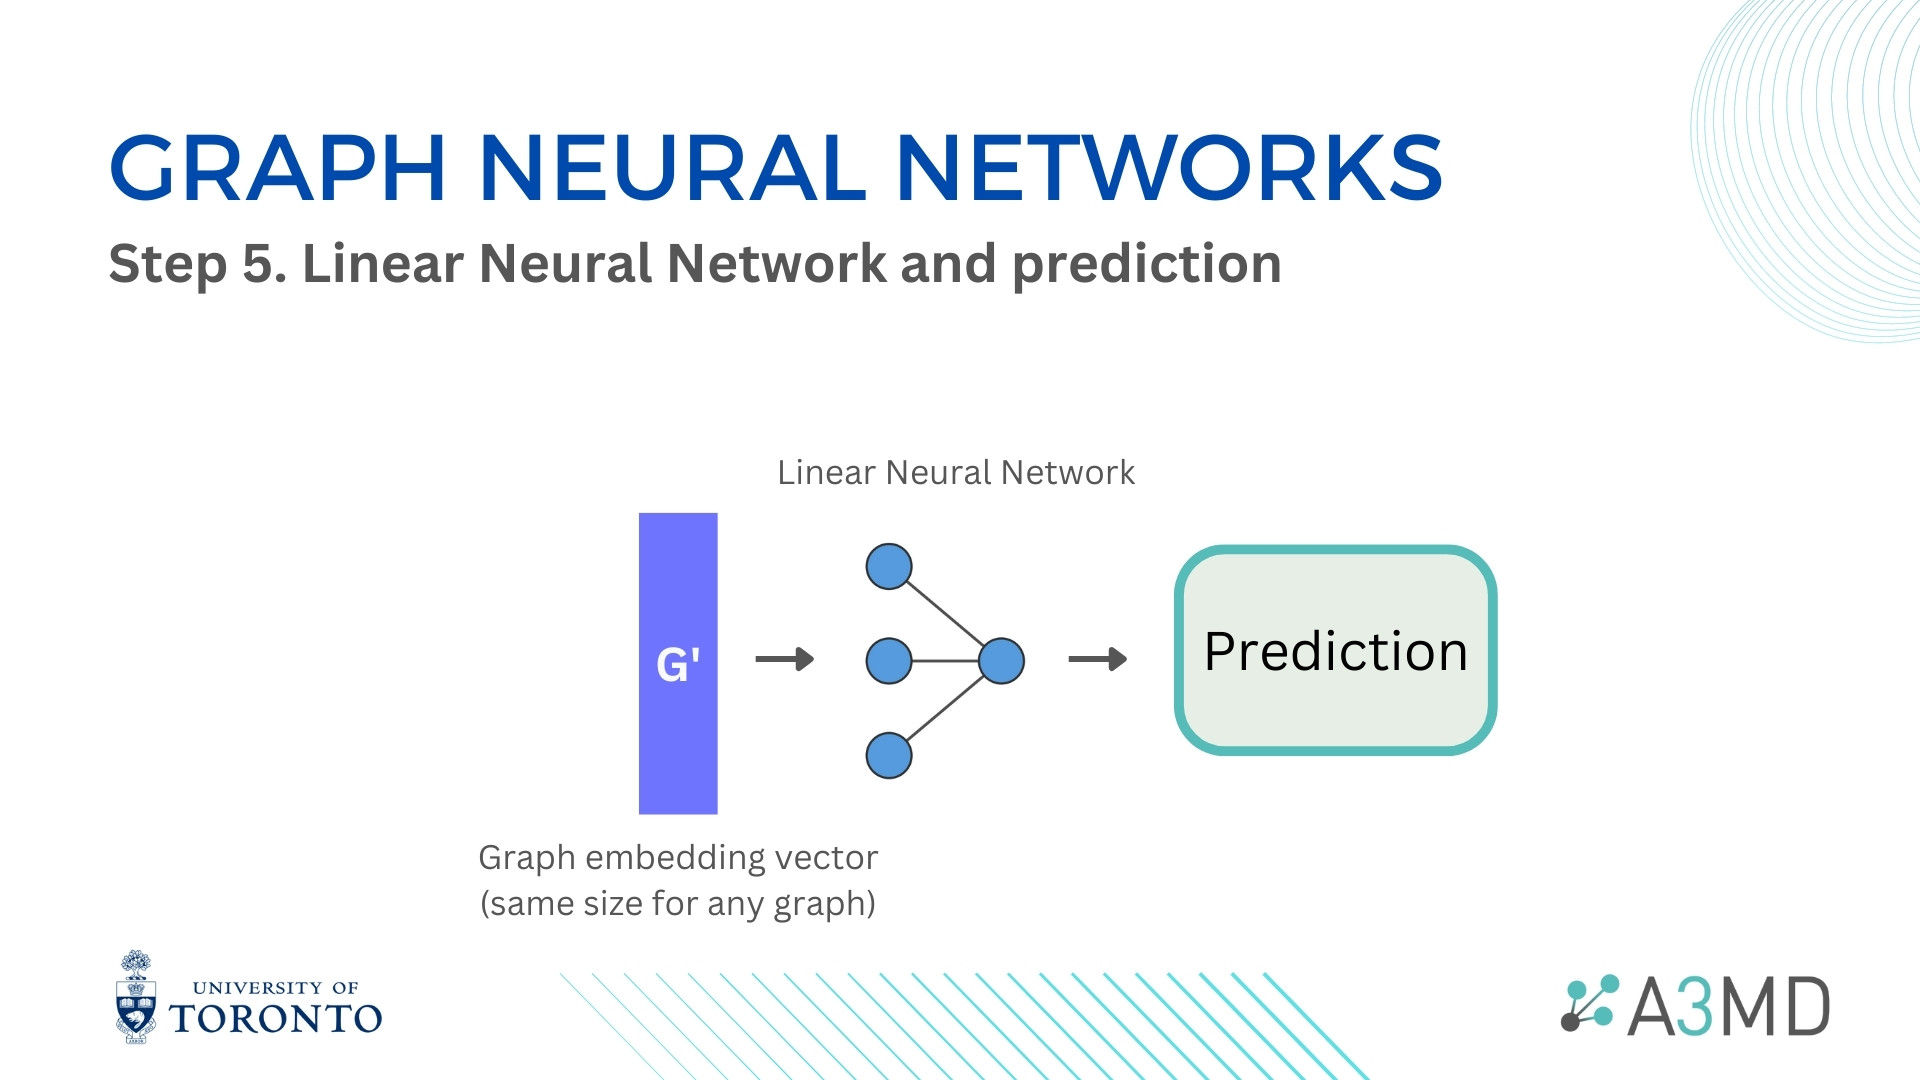 GRAPH NEURAL NETWORKS
Step 5. Linear Neural Network and prediction
Linear Neural Network
G'
Prediction
Graph embedding vector
(same size for any graph)
UNIVERSITY OF
TORONTO
A3MD